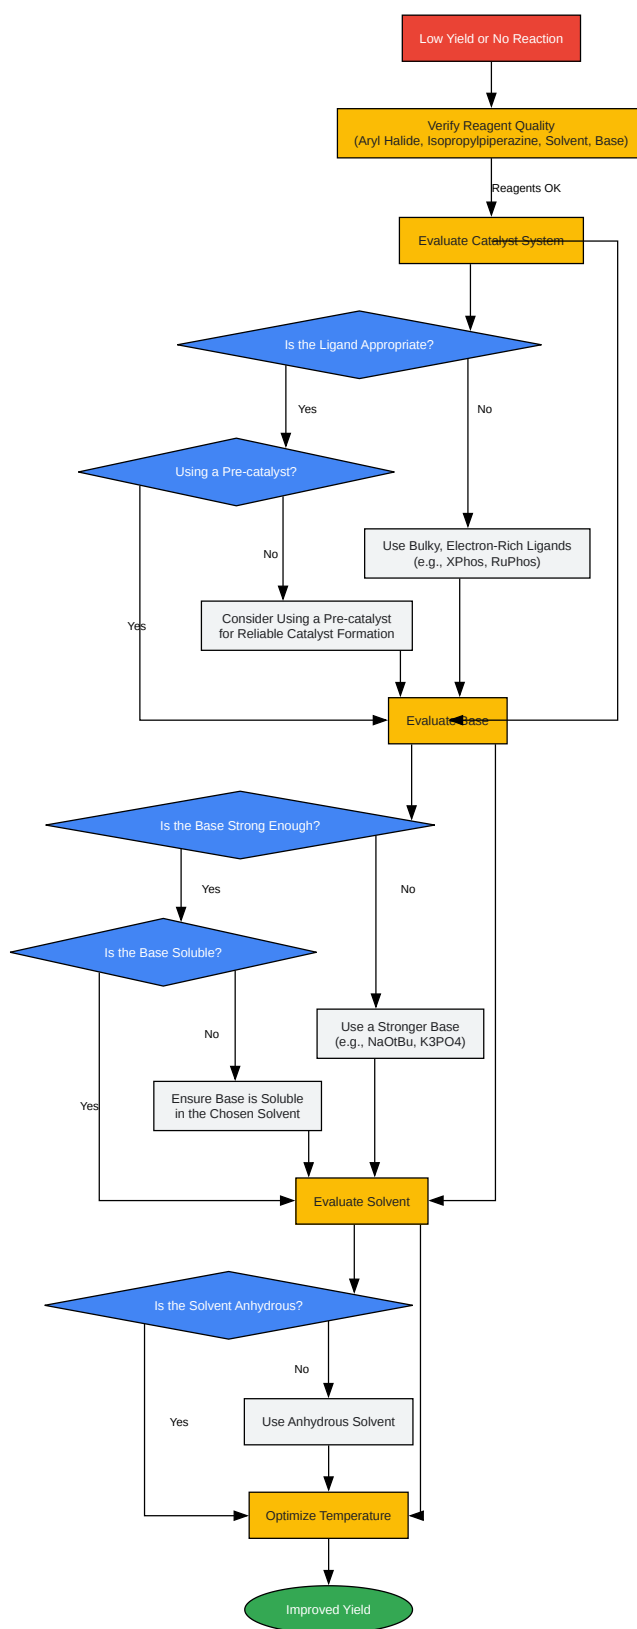 Low Yield or No Reaction
Verify Reagent Quality
(Aryl Halide, Isopropylpiperazine, Solvent, Base)
Reagents OK
Evaluate Catalyst System
Is the Ligand Appropriate?
Yes
No
Using a Pre-catalyst?
Use Bulky, Electron-Rich Ligands
(e.g., XPhos, RuPhos)
No
Consider Using a Pre-catalyst
for Reliable Catalyst Formation
Yes
Evaluate Base
Is the Base Strong Enough?
Yes
No
Is the Base Soluble?
Use a Stronger Base
(e.g., NaOtBu, K3PO4)
No
Ensure Base is Soluble
in the Chosen Solvent
Yes
Evaluate Solvent
Is the Solvent Anhydrous?
No
Use Anhydrous Solvent
Yes
Optimize Temperature
Improved Yield